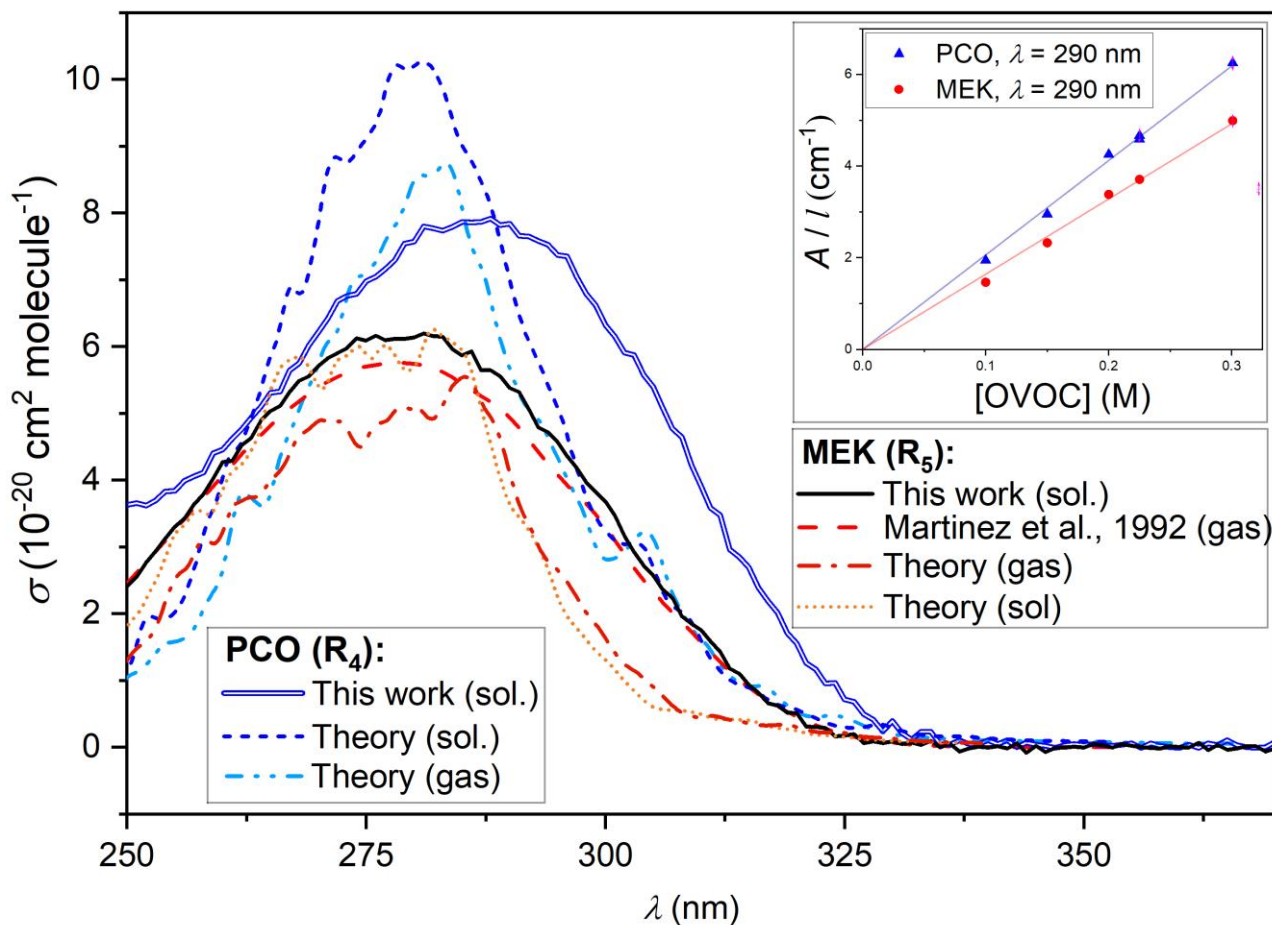 σ (10⁻²⁰ cm² molecule⁻¹)
10
8
6
4
2
0
250
275
300
325
350
λ (nm)
PCO (R₄):
This work (sol.)
Theory (sol.)
Theory (gas)
MEK (R₅):
This work (sol.)
Martinez et al., 1992 (gas)
Theory (gas)
Theory (sol)
A / l (cm⁻¹)
6
4
2
0
0.0
0.1
0.2
0.3
[OVOC] (M)
PCO, λ = 290 nm
MEK, λ = 290 nm